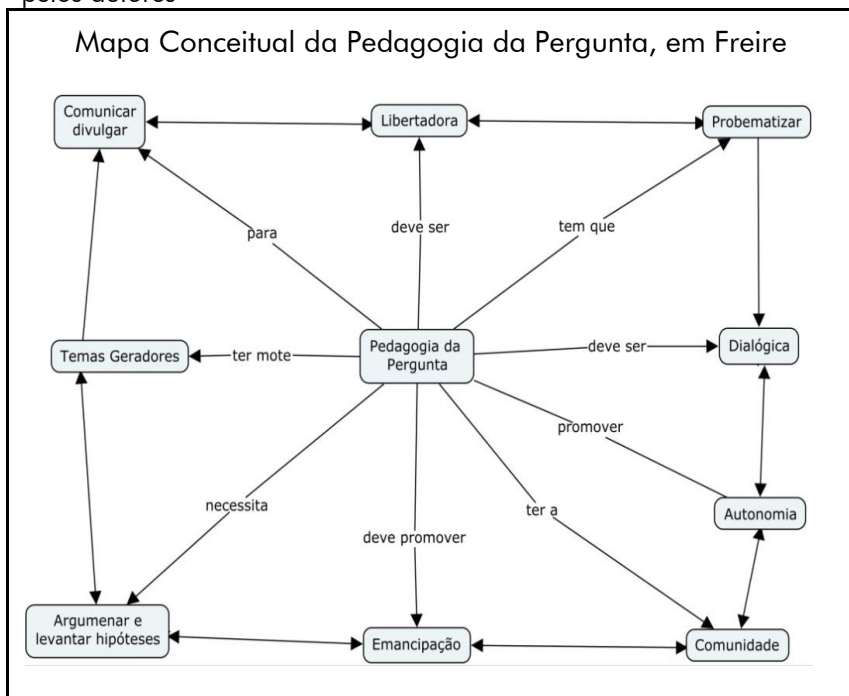 pelos autores
Mapa Conceitual da Pedagogia da Pergunta, em Freire
Comunicar
divulgar
Libertadora
Probematizar
para
deve ser
tem que
Temas Geradores
ter mote
Pedagogia da
Pergunta
deve ser
Dialógica
promover
necessita
ter a
Autonomia
deve promover
Argumenar e
levantar hipóteses
Emancipação
Comunidade